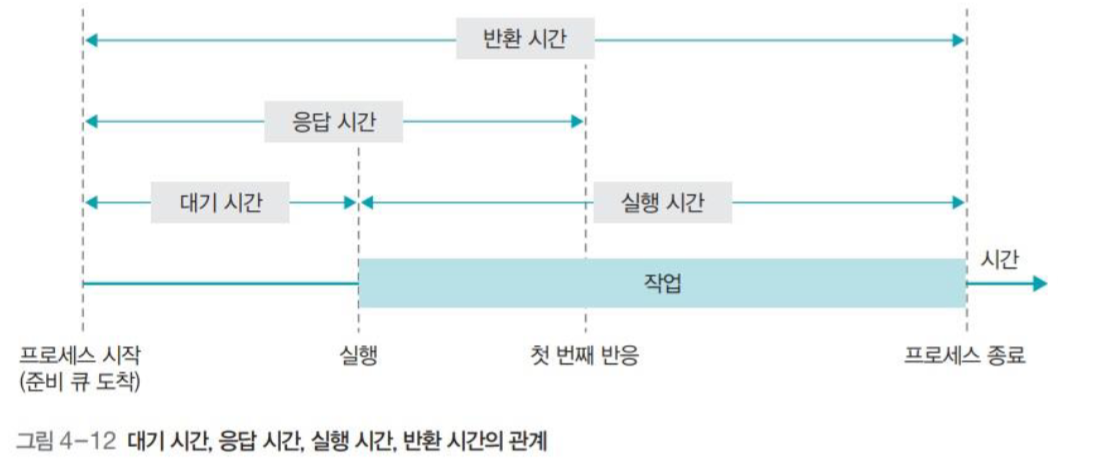 반환 시간
응답 시간
대기 시간
실행 시간
시간
작업
프로세스 시작
(준비 큐 도착)
실행
첫 번째 반응
프로세스 종료
그림 4-12 대기 시간, 응답 시간, 실행 시간, 반환 시간의 관계